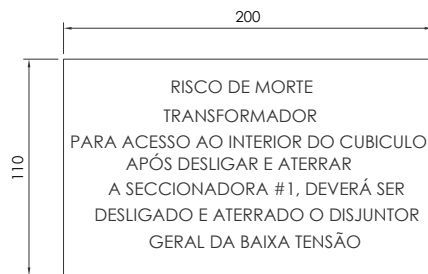 200
110
RISCO DE MORTE
TRANSFORMADOR
PARA ACESSO AO INTERIOR DO CUBICULO
APÓS DESLIGAR E ATERRAR
A SECCIONADORA #1, DEVERÁ SER
DESLIGADO E ATERRADO O DISJUNTOR
GERAL DA BAIXA TENSÃO